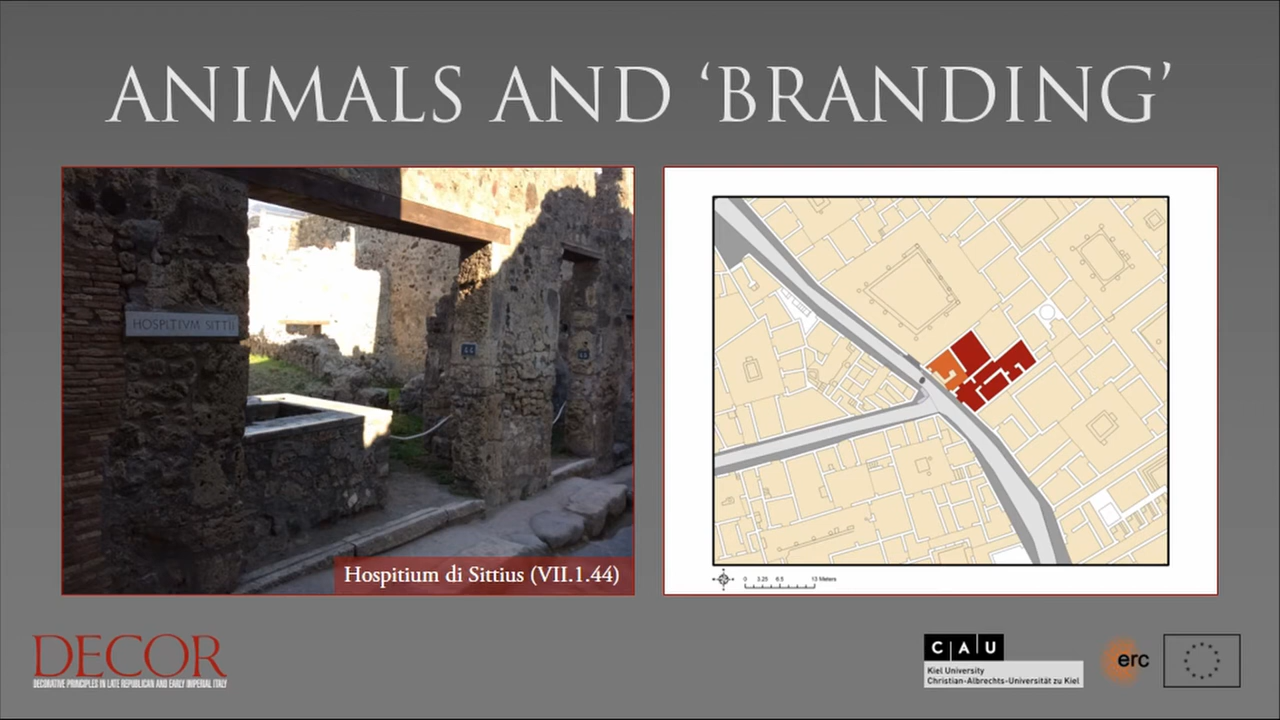 ANIMALS AND ‘BRANDING’
HOSPITIVM SITTII
44
Hospitium di Sittius (VII.1.44)
0 3.25 6.5 13 Meters
DECOR
DECORATIVE PRINCIPLES IN LATE REPUBLICAN AND EARLY IMPERIAL ITALY
C A U
Kiel University
Christian-Albrechts-Universität zu Kiel
erc